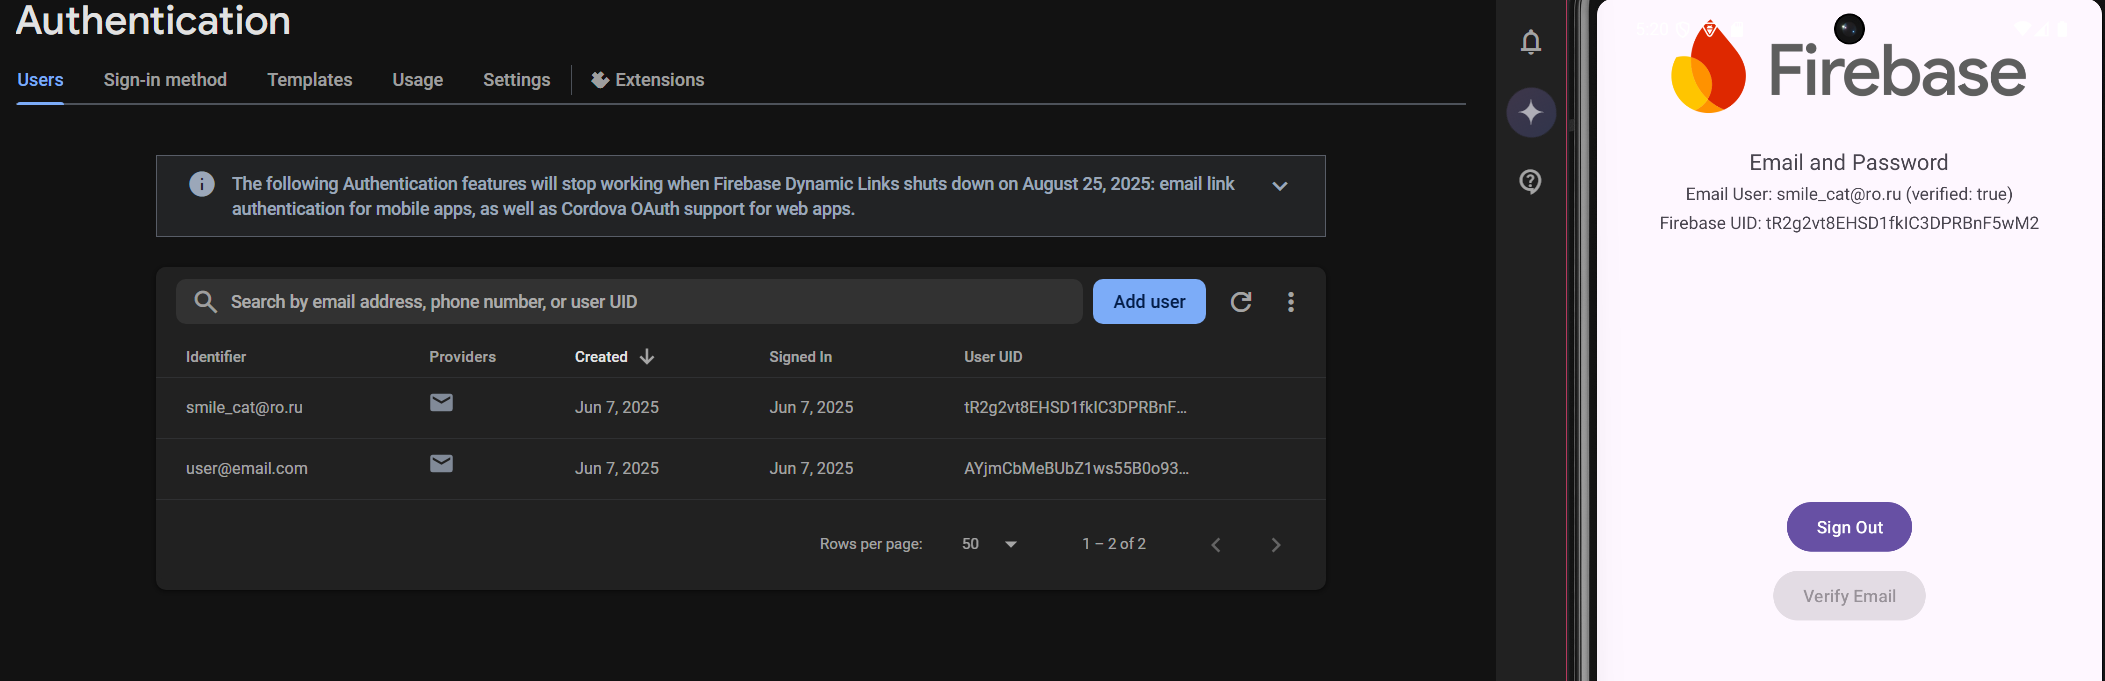 Authentication
Users Sign-in method Templates Usage Settings Extensions
The following Authentication features will stop working when Firebase Dynamic Links shuts down on August 25, 2025: email link
authentication for mobile apps, as well as Cordova OAuth support for web apps.
Search by email address, phone number, or user UID Add user
Identifier Providers Created Signed In User UID
smile_cat@ro.ru Jun 7, 2025 Jun 7, 2025 tR2g2vt8EHSD1fkIC3DPRBnF...
user@email.com Jun 7, 2025 Jun 7, 2025 AYjmCbMeBUbZ1ws55B0o93...
Rows per page: 50 1 – 2 of 2
Firebase
Email and Password
Email User: smile_cat@ro.ru (verified: true)
Firebase UID: tR2g2vt8EHSD1fkIC3DPRBnF5wM2
Sign Out
Verify Email